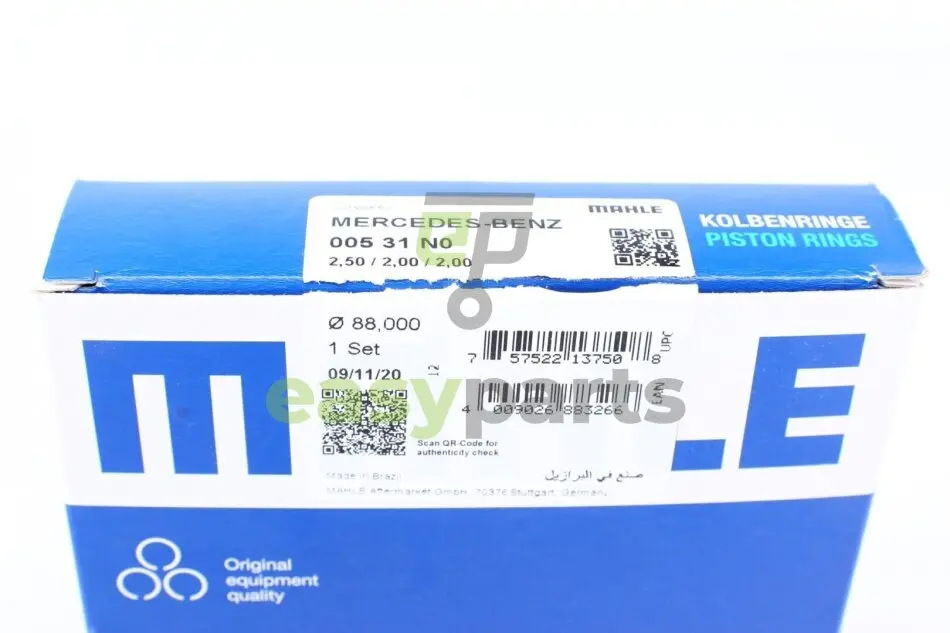 MERCEDES-BENZ
MAHLE
005 31 N0
2,50 / 2,00 / 2,00
KOLBENRINGE
PISTON RINGS
Ø 88,000
1 Set
09/11/20
12
7 57522 13750 8
UPC
4 009026 883266
EAN
Scan QR-Code for
authenticity check
Made in Brazil
صنع في البرازيل
MAHLE Aftermarket GmbH, 70376 Stuttgart, Germany
easyparts
Original
equipment
quality